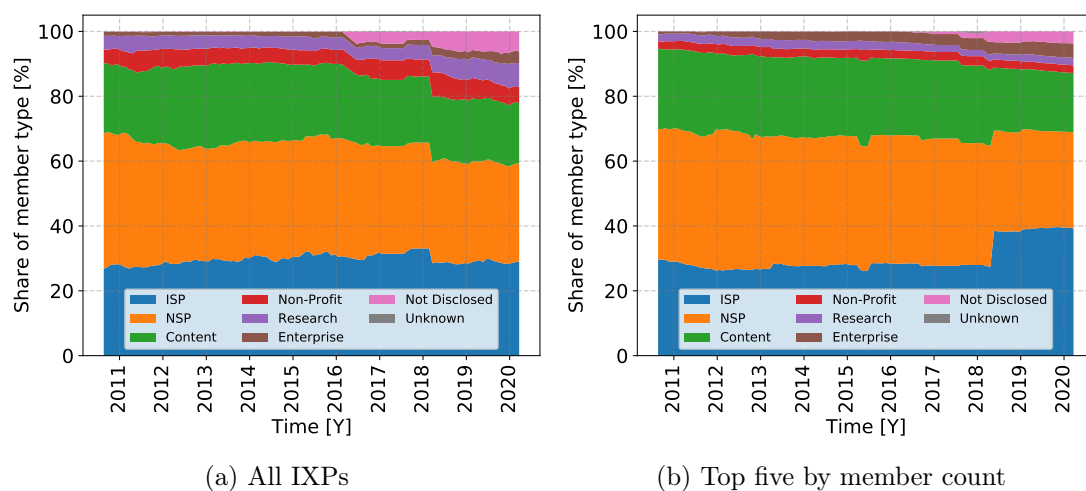 Share of member type [%]
100
80
60
40
20
0
ISP
NSP
Content
Non-Profit
Research
Enterprise
Not Disclosed
Unknown
2011 2012 2013 2014 2015 2016 2017 2018 2019 2020
Time [Y]
(a) All IXPs
Share of member type [%]
100
80
60
40
20
0
ISP
NSP
Content
Non-Profit
Research
Enterprise
Not Disclosed
Unknown
2011 2012 2013 2014 2015 2016 2017 2018 2019 2020
Time [Y]
(b) Top five by member count